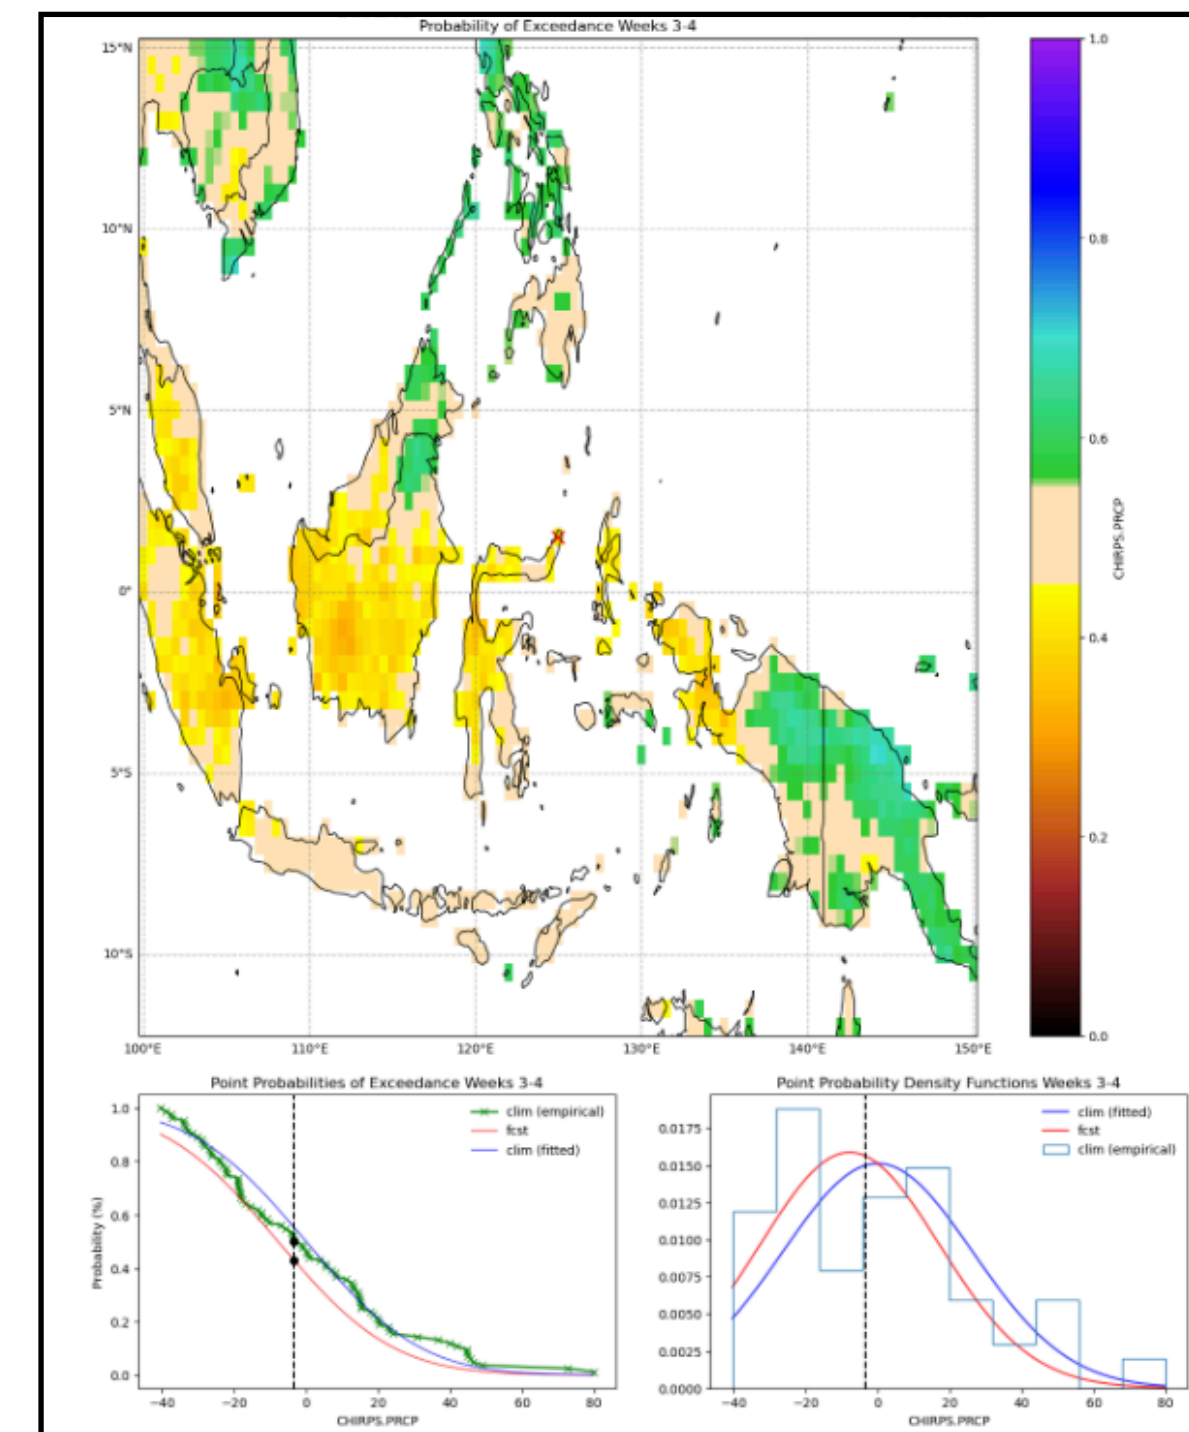 Probability of Exceedance Weeks 3-4
15°N
10°N
5°N
0°
5°S
10°S
100°E 110°E 120°E 130°E 140°E 150°E
1.0
0.8
0.6
0.4
0.2
0.0
CHIRPS.PRCP
Point Probabilities of Exceedance Weeks 3-4
1.0
0.8
0.6
0.4
0.2
0.0
Probability (%)
clim (empirical)
fcst
clim (fitted)
−40 −20 0 20 40 60 80
CHIRPS.PRCP
Point Probability Density Functions Weeks 3-4
0.0175
0.0150
0.0125
0.0100
0.0075
0.0050
0.0025
0.0000
clim (fitted)
fcst
clim (empirical)
−40 −20 0 20 40 60 80
CHIRPS.PRCP